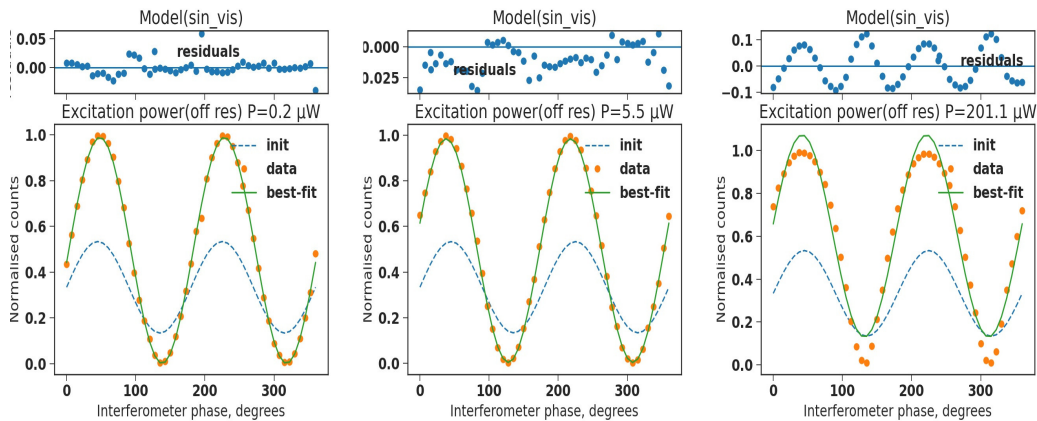 Model(sin_vis)
0.05
0.00
residuals
Excitation power(off res) P=0.2 μW
Normalised counts
1.0
0.8
0.6
0.4
0.2
0.0
init
data
best-fit
0 100 200 300
Interferometer phase, degrees
Model(sin_vis)
0.000
0.025
residuals
Excitation power(off res) P=5.5 μW
Normalised counts
1.0
0.8
0.6
0.4
0.2
0.0
init
data
best-fit
0 100 200 300
Interferometer phase, degrees
Model(sin_vis)
0.1
0.0
−0.1
residuals
Excitation power(off res) P=201.1 μW
Normalised counts
1.0
0.8
0.6
0.4
0.2
0.0
init
data
best-fit
0 100 200 300
Interferometer phase, degrees